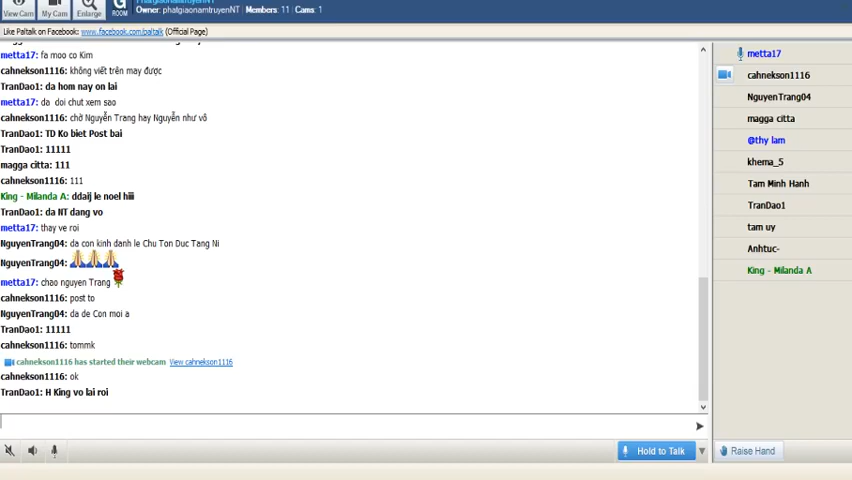 View Cam
My Cam
Enlarge
G
ROOM
PhatgiaonamtruyenNT
Owner: phatgiaonamtruyenNT | Members: 11 | Cams: 1
Like Paltalk on Facebook: www.facebook.com/paltalk (Official Page)
metta17: fa moo co Kim
cahnekson1116: không viết trên may được
TranDao1: da hom nay on lai
metta17: da doi chut xem sao
cahnekson1116: chờ Nguyễn Trang hay Nguyễn như vô
TranDao1: TD Ko biet Post bai
TranDao1: 11111
magga citta: 111
cahnekson1116: 111
King - Milanda A: ddaij le noel hiii
TranDao1: da NT dang vo
metta17: thay ve roi
NguyenTrang04: da con kinh danh le Chu Ton Duc Tang Ni
NguyenTrang04:
metta17: chao nguyen Trang
cahnekson1116: post to
NguyenTrang04: da de Con moi a
TranDao1: 11111
cahnekson1116: tommk
cahnekson1116 has started their webcam View cahnekson1116
cahnekson1116: ok
TranDao1: H King vo lai roi
Hold to Talk
Raise Hand
metta17
cahnekson1116
NguyenTrang04
magga citta
@thy lam
khema_5
Tam Minh Hanh
TranDao1
tam uy
Anhtuc-
King - Milanda A